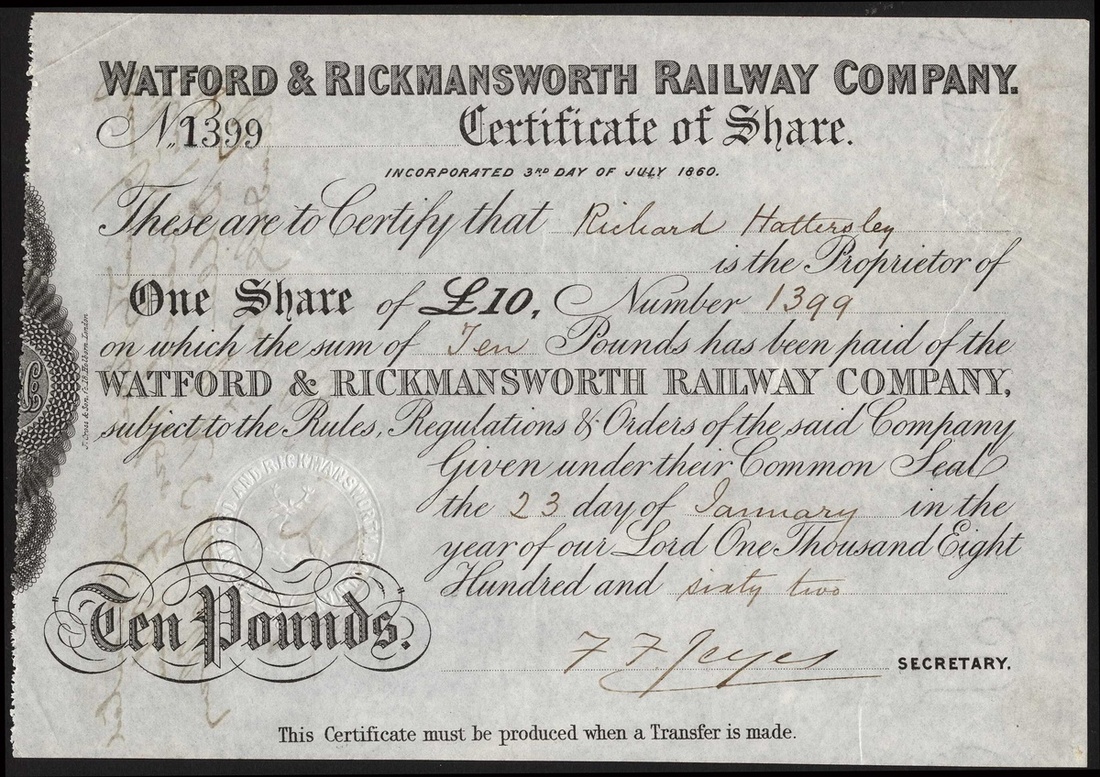 WATFORD & RICKMANSWORTH RAILWAY COMPANY.
No. 1399 Certificate of Share.
INCORPORATED 3RD DAY OF JULY 1860.
These are to Certify that Richard Hattersley
is the Proprietor of
One Share of £10, Number 1399
on which the sum of Ten Pounds has been paid of the
WATFORD & RICKMANSWORTH RAILWAY COMPANY,
subject to the Rules, Regulations & Orders of the said Company
Given under their Common Seal
the 23 day of January in the
year of our Lord One Thousand Eight
Hundred and sixty two
Ten Pounds.
F F Jeyes SECRETARY.
This Certificate must be produced when a Transfer is made.
AND RICKMANSWORTH